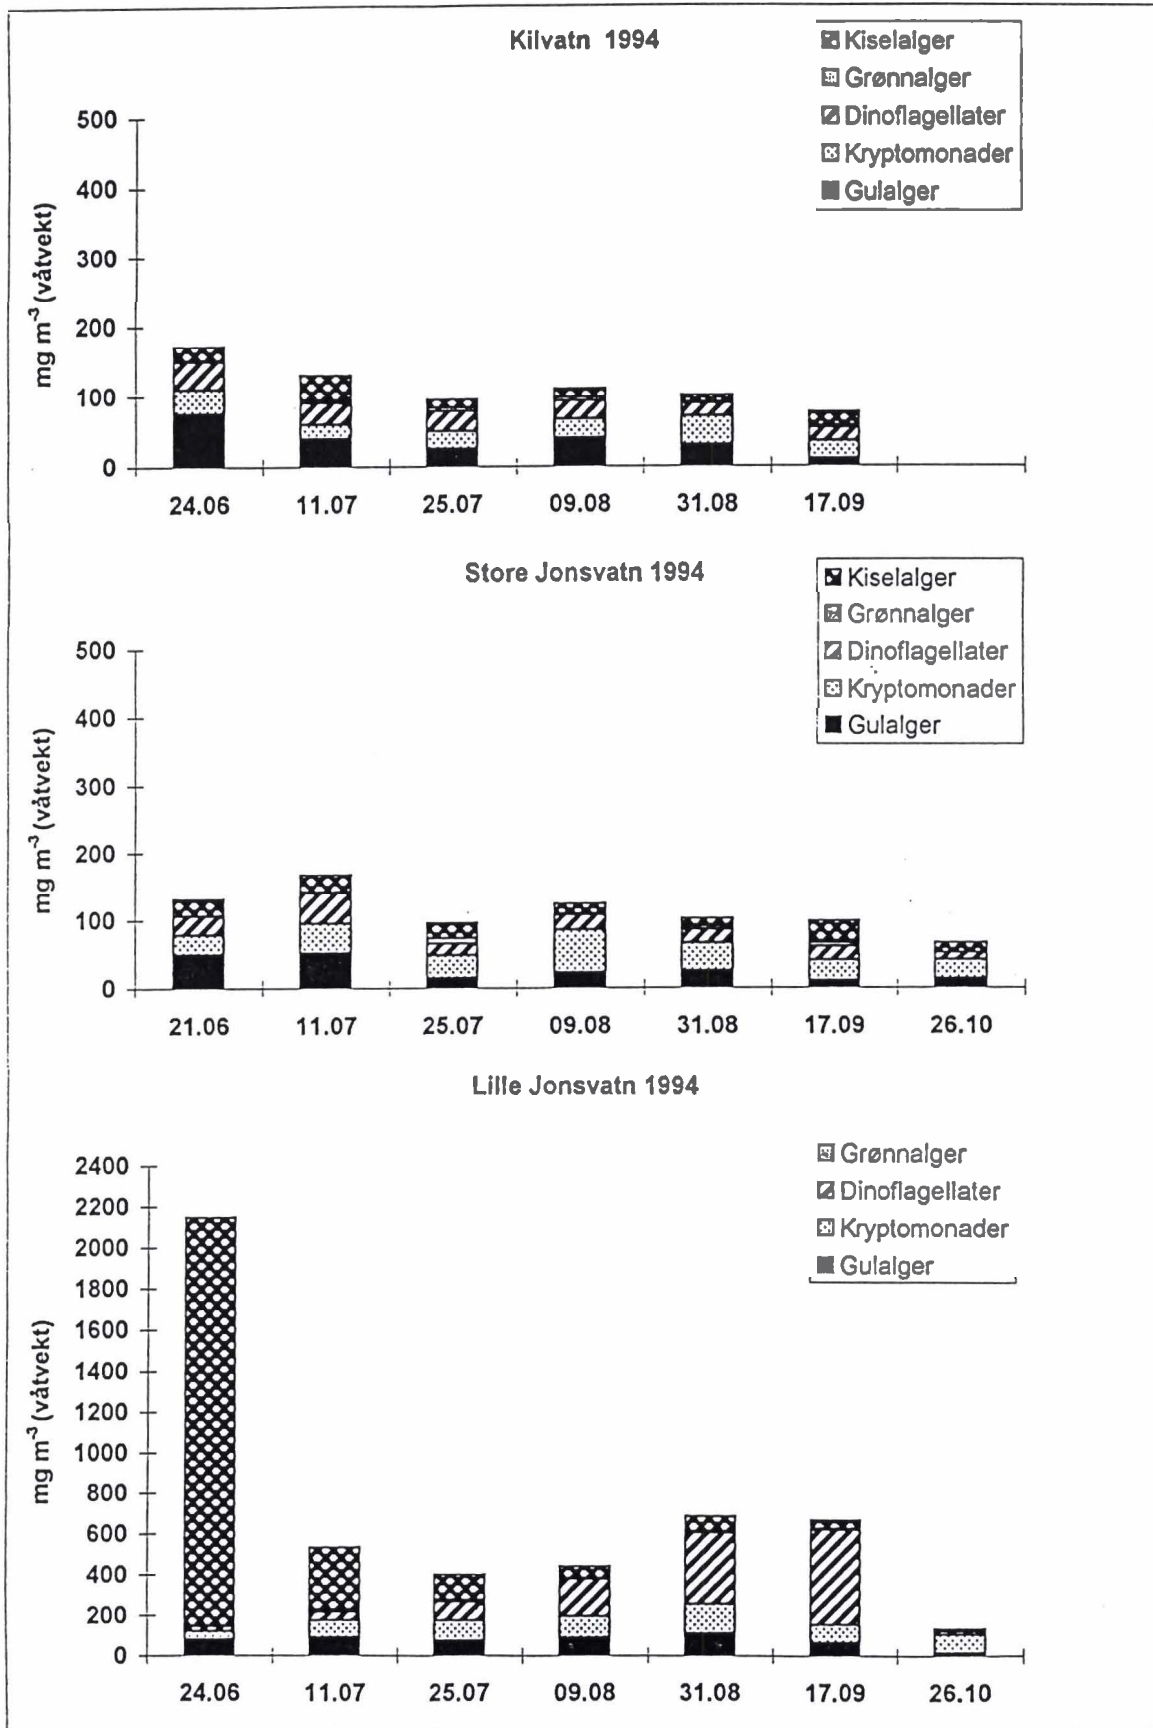 Kilvatn 1994
Kiselalger
Grønnalger
Dinoflagellater
Kryptomonader
Gulalger
mg m⁻³ (våtvekt)
500
400
300
200
100
0
24.06 11.07 25.07 09.08 31.08 17.09
Store Jonsvatn 1994
Kiselalger
Grønnalger
Dinoflagellater
Kryptomonader
Gulalger
mg m⁻³ (våtvekt)
500
400
300
200
100
0
21.06 11.07 25.07 09.08 31.08 17.09 26.10
Lille Jonsvatn 1994
Grønnalger
Dinoflagellater
Kryptomonader
Gulalger
mg m⁻³ (våtvekt)
2400
2200
2000
1800
1600
1400
1200
1000
800
600
400
200
0
24.06 11.07 25.07 09.08 31.08 17.09 26.10